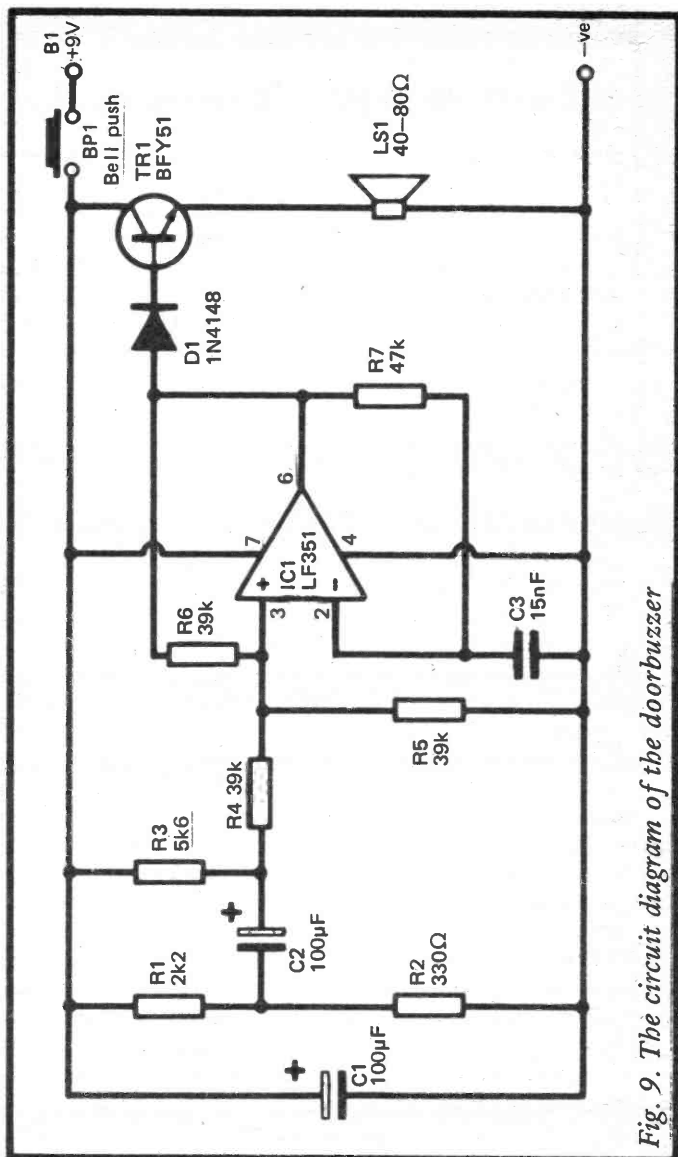 B1
+9V
BP1
Bell push
TR1
BFY51
D1
1N4148
LS1
40–80Ω
–ve
R7
47k
6
7
4
+
–
IC1
LF351
3
2
R6
39k
C3
15nF
R5
39k
R4 39k
R3
5k6
+
C2
100µF
R1
2k2
R2
330Ω
+
C1
100µF
Fig. 9. The circuit diagram of the doorbuzzer